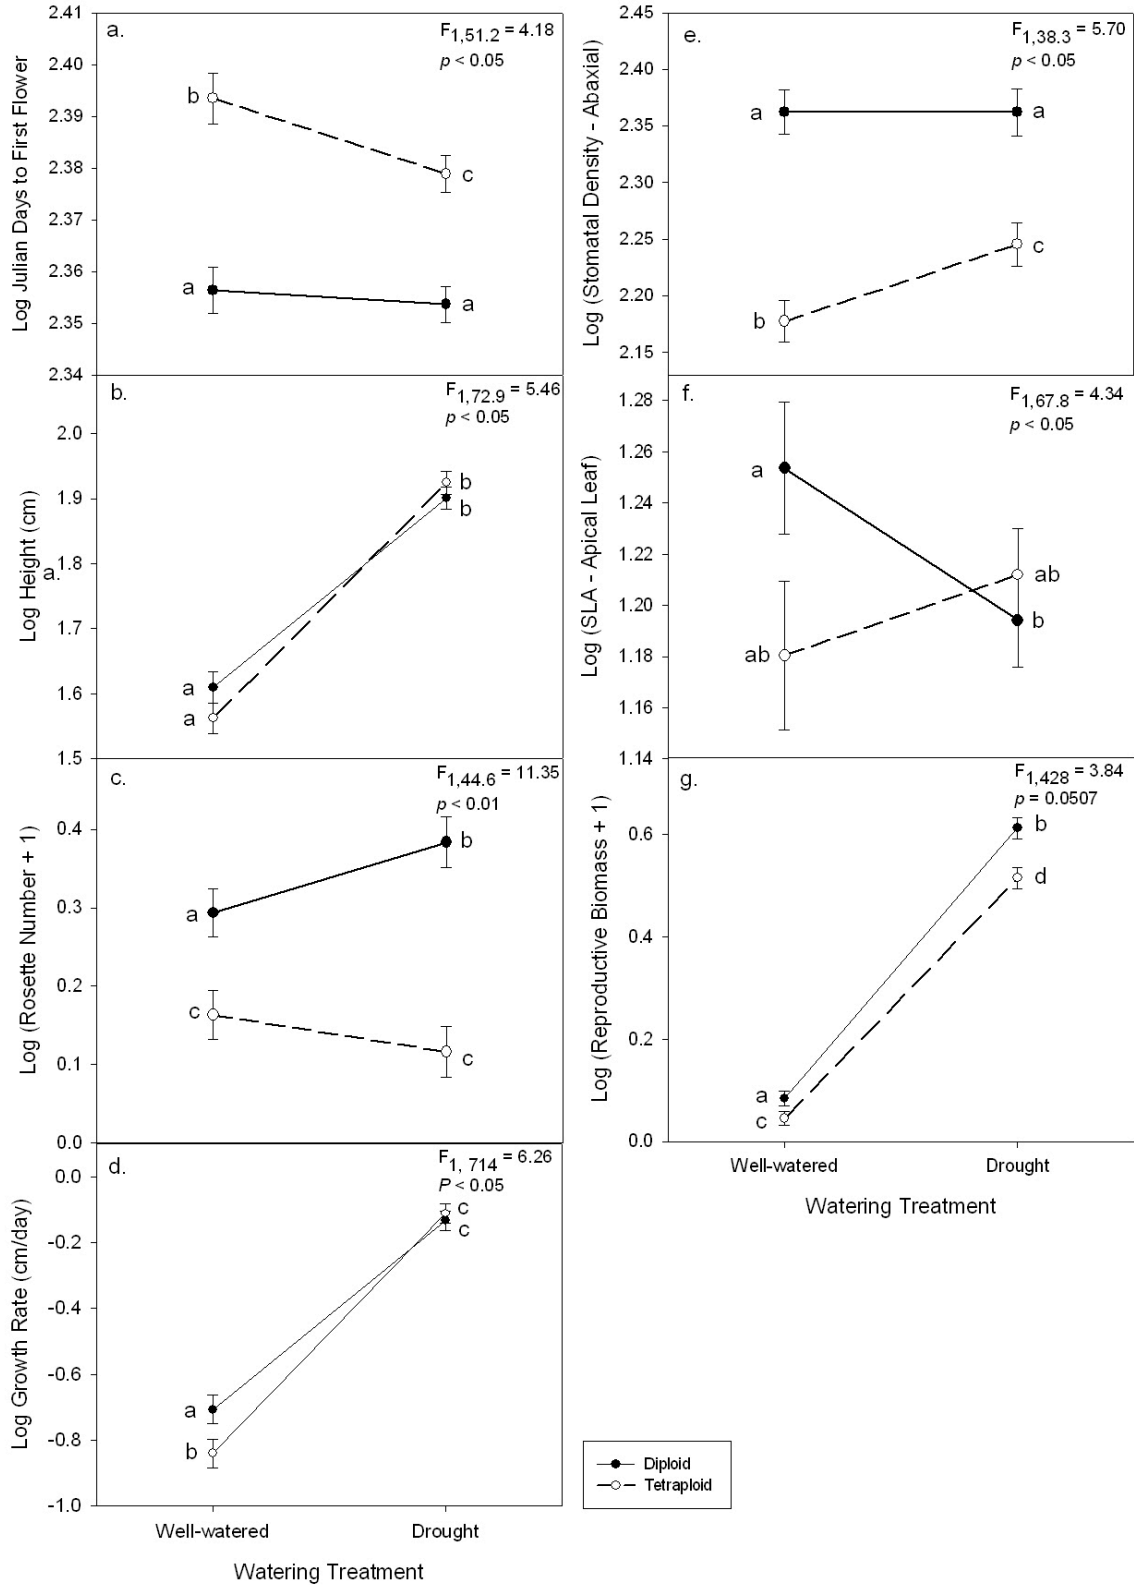 a.
F1,51.2 = 4.18
p < 0.05
Log Julian Days to First Flower
2.41
2.40
2.39
2.38
2.37
2.36
2.35
2.34
b
c
a
a
b.
F1,72.9 = 5.46
p < 0.05
Log Height (cm)
a.
2.0
1.9
1.8
1.7
1.6
1.5
b
b
a
a
c.
F1,44.6 = 11.35
p < 0.01
Log (Rosette Number + 1)
0.4
0.3
0.2
0.1
0.0
b
a
c
c
d.
F1, 714 = 6.26
P < 0.05
Log Growth Rate (cm/day)
0.0
-0.2
-0.4
-0.6
-0.8
-1.0
c
c
a
b
Well-watered
Drought
Watering Treatment
e.
F1,38.3 = 5.70
p < 0.05
Log (Stomatal Density - Abaxial)
2.45
2.40
2.35
2.30
2.25
2.20
2.15
a
a
c
b
f.
F1,67.8 = 4.34
p < 0.05
Log (SLA - Apical Leaf)
1.28
1.26
1.24
1.22
1.20
1.18
1.16
1.14
a
ab
b
ab
g.
F1,428 = 3.84
p = 0.0507
Log (Reproductive Biomass + 1)
0.6
0.4
0.2
0.0
b
d
a
c
Well-watered
Drought
Watering Treatment
Diploid
Tetraploid